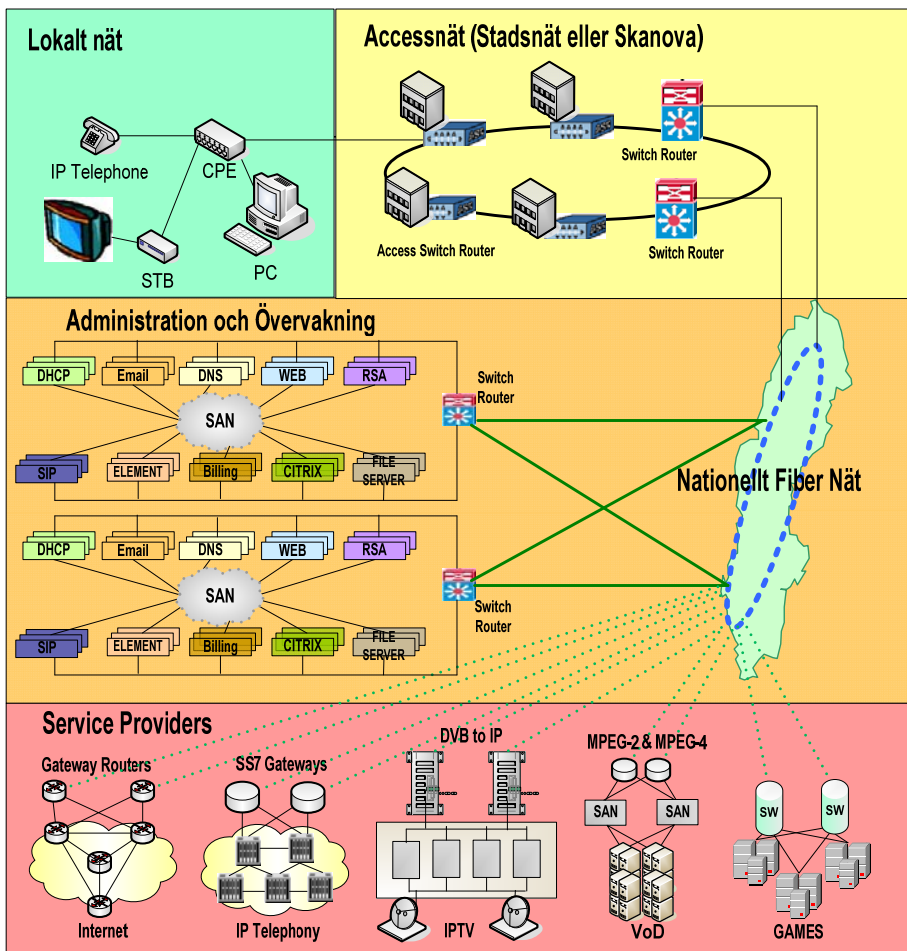 Lokalt nät
IP Telephone
CPE
STB
PC
Accessnät (Stadsnät eller Skanova)
Switch Router
Access Switch Router
Switch Router
Administration och Övervakning
DHCP
Email
DNS
WEB
RSA
SAN
SIP
ELEMENT
Billing
CITRIX
FILE
SERVER
Switch
Router
DHCP
Email
DNS
WEB
RSA
SAN
SIP
ELEMENT
Billing
CITRIX
FILE
SERVER
Switch
Router
Nationellt Fiber Nät
Service Providers
Gateway Routers
Internet
SS7 Gateways
IP Telephony
DVB to IP
IPTV
MPEG-2 & MPEG-4
SAN
SAN
VoD
SW
SW
GAMES